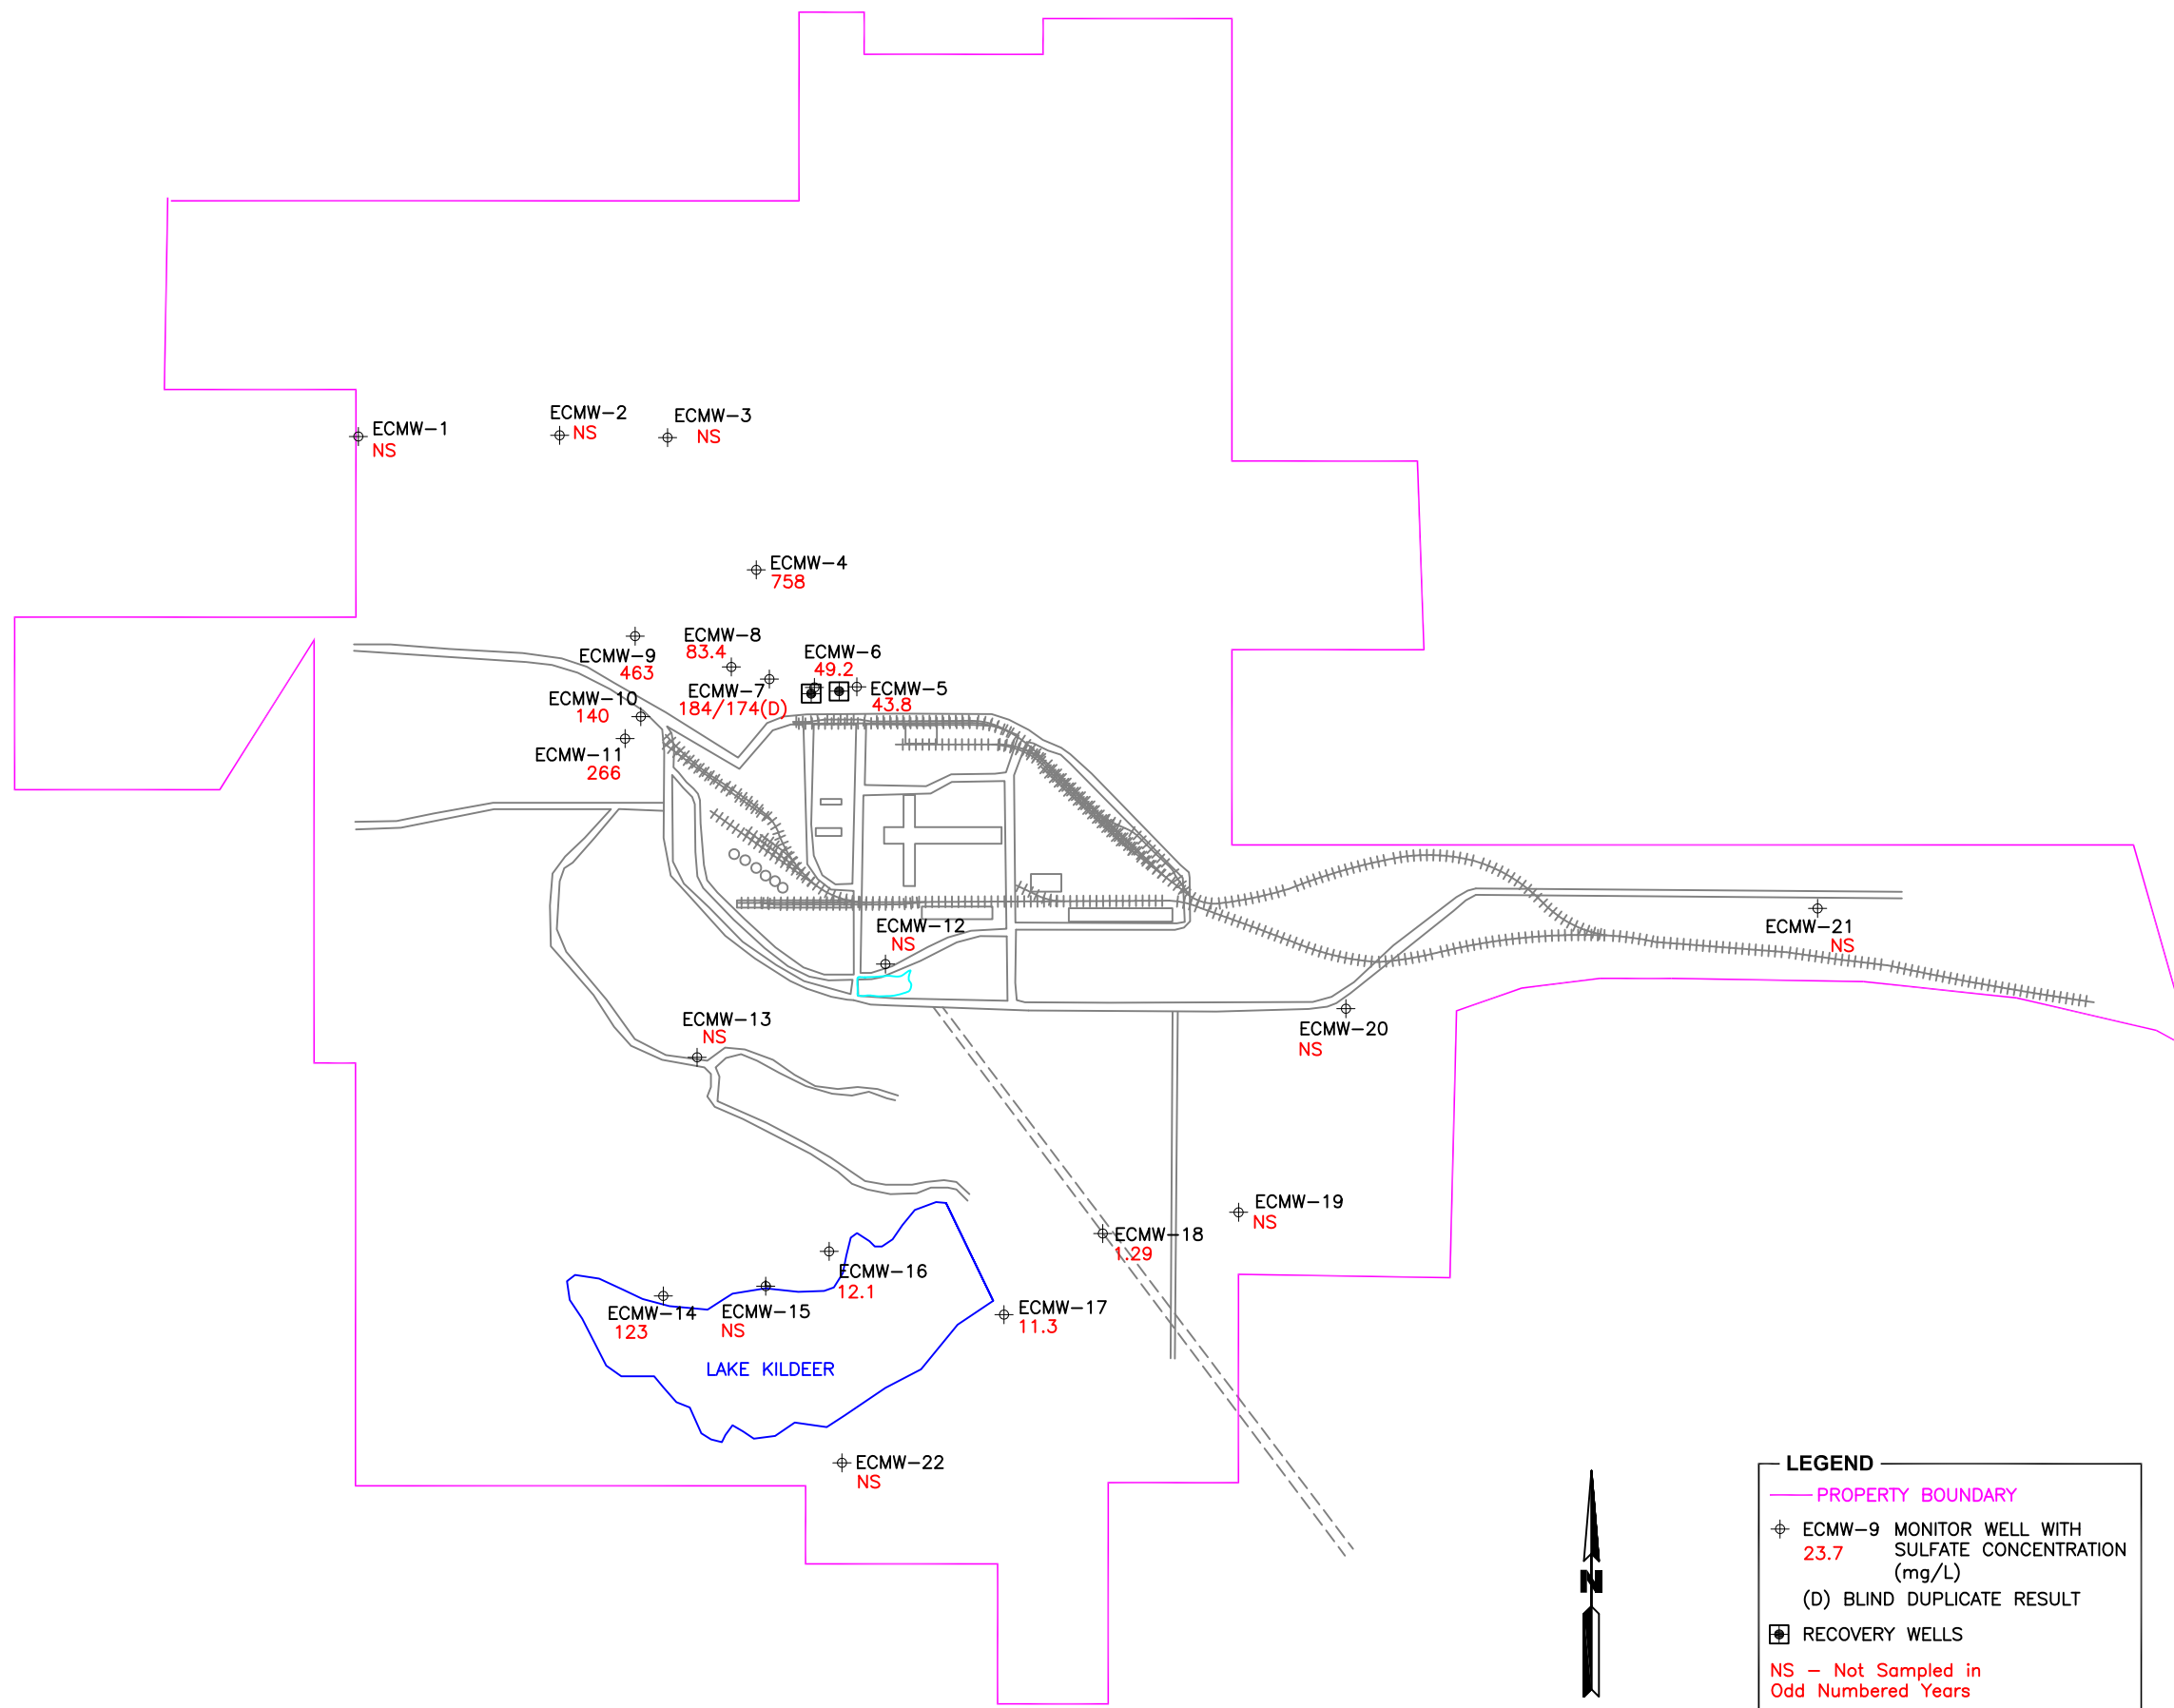 ECMW-1
NS
ECMW-2
NS
ECMW-3
NS
ECMW-4
758
ECMW-8
83.4
ECMW-9
463
ECMW-6
49.2
ECMW-7
184/174(D)
ECMW-5
43.8
ECMW-10
140
ECMW-11
266
ECMW-12
NS
ECMW-21
NS
ECMW-13
NS
ECMW-20
NS
ECMW-19
NS
ECMW-18
1.29
ECMW-16
12.1
ECMW-14
123
ECMW-15
NS
ECMW-17
11.3
LAKE KILDEER
ECMW-22
NS
N
LEGEND
PROPERTY BOUNDARY
ECMW-9 MONITOR WELL WITH
23.7 SULFATE CONCENTRATION
(mg/L)
(D) BLIND DUPLICATE RESULT
RECOVERY WELLS
NS - Not Sampled in
Odd Numbered Years